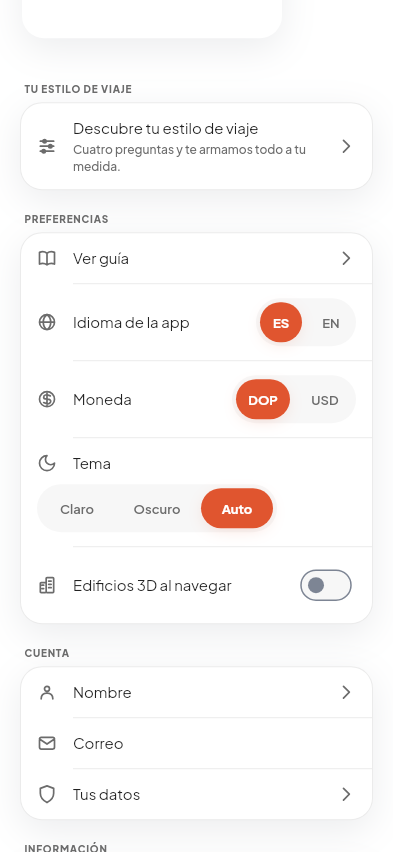 TU ESTILO DE VIAJE
Descubre tu estilo de viaje
Cuatro preguntas y te armamos todo a tu
medida.
PREFERENCIAS
Ver guía
Idioma de la app
ES
EN
Moneda
DOP
USD
Tema
Claro
Oscuro
Auto
Edificios 3D al navegar
CUENTA
Nombre
Correo
Tus datos
INFORMACIÓN